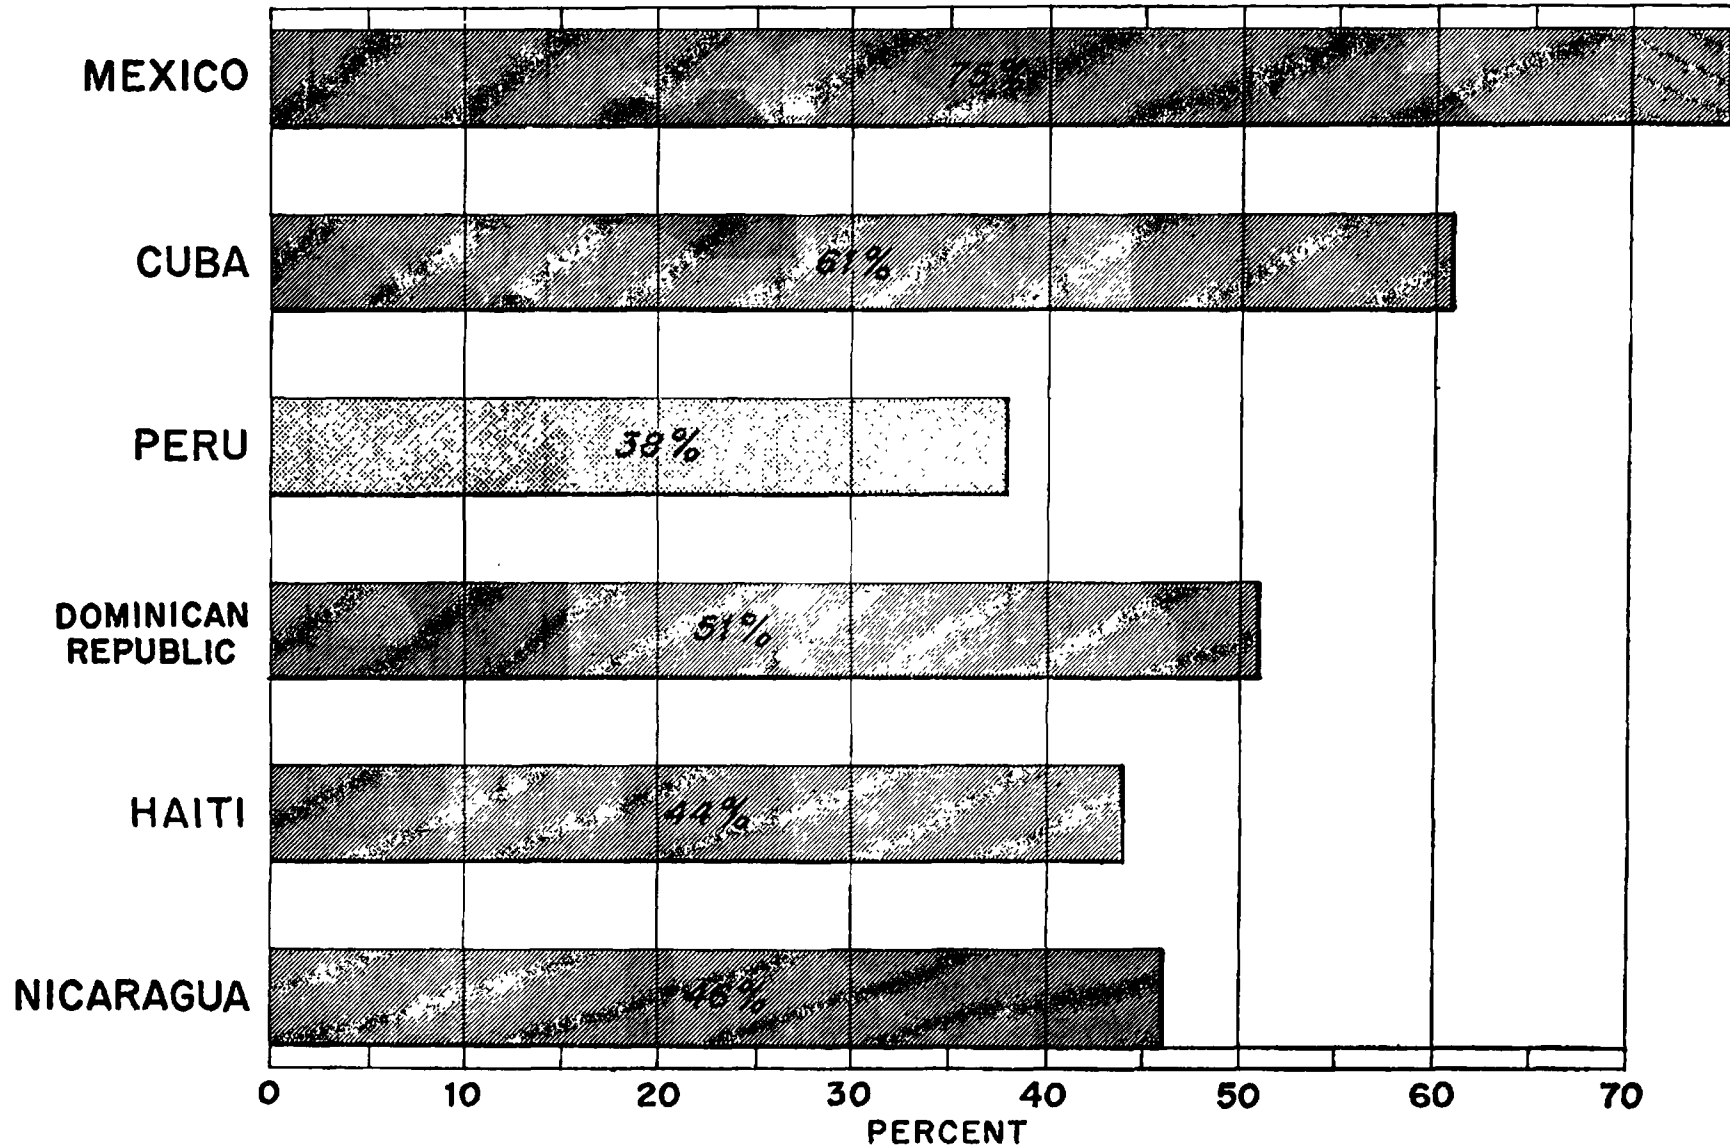 MEXICO
75%
CUBA
61%
PERU
38%
DOMINICAN
REPUBLIC
51%
HAITI
44%
NICARAGUA
46%
0 10 20 30 40 50 60 70
PERCENT